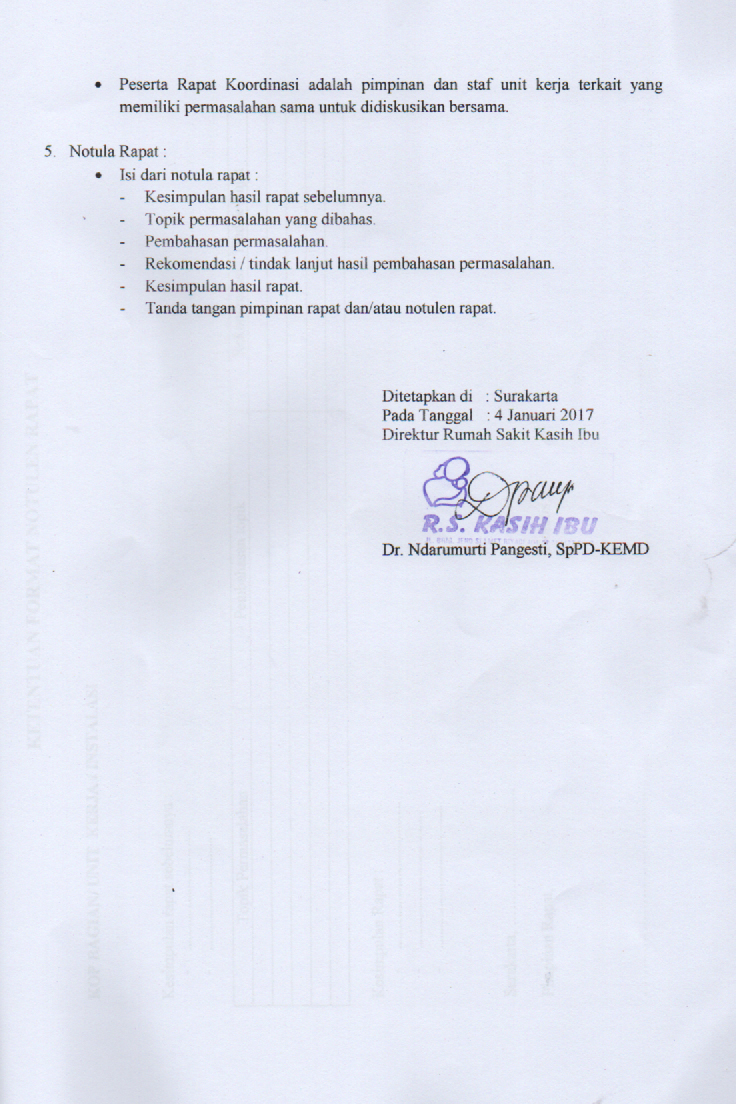 • Peserta Rapat Koordinasi adalah pimpinan dan staf unit kerja terkait yang
memiliki permasalahan sama untuk didiskusikan bersama.
5. Notula Rapat :
• Isi dari notula rapat :
- Kesimpulan hasil rapat sebelumnya.
- Topik permasalahan yang dibahas.
- Pembahasan permasalahan.
- Rekomendasi / tindak lanjut hasil pembahasan permasalahan.
- Kesimpulan hasil rapat.
- Tanda tangan pimpinan rapat dan/atau notulen rapat.
Ditetapkan di : Surakarta
Pada Tanggal : 4 Januari 2017
Direktur Rumah Sakit Kasih Ibu
R.S. KASIH IBU
Dr. Ndarumurti Pangesti, SpPD-KEMD